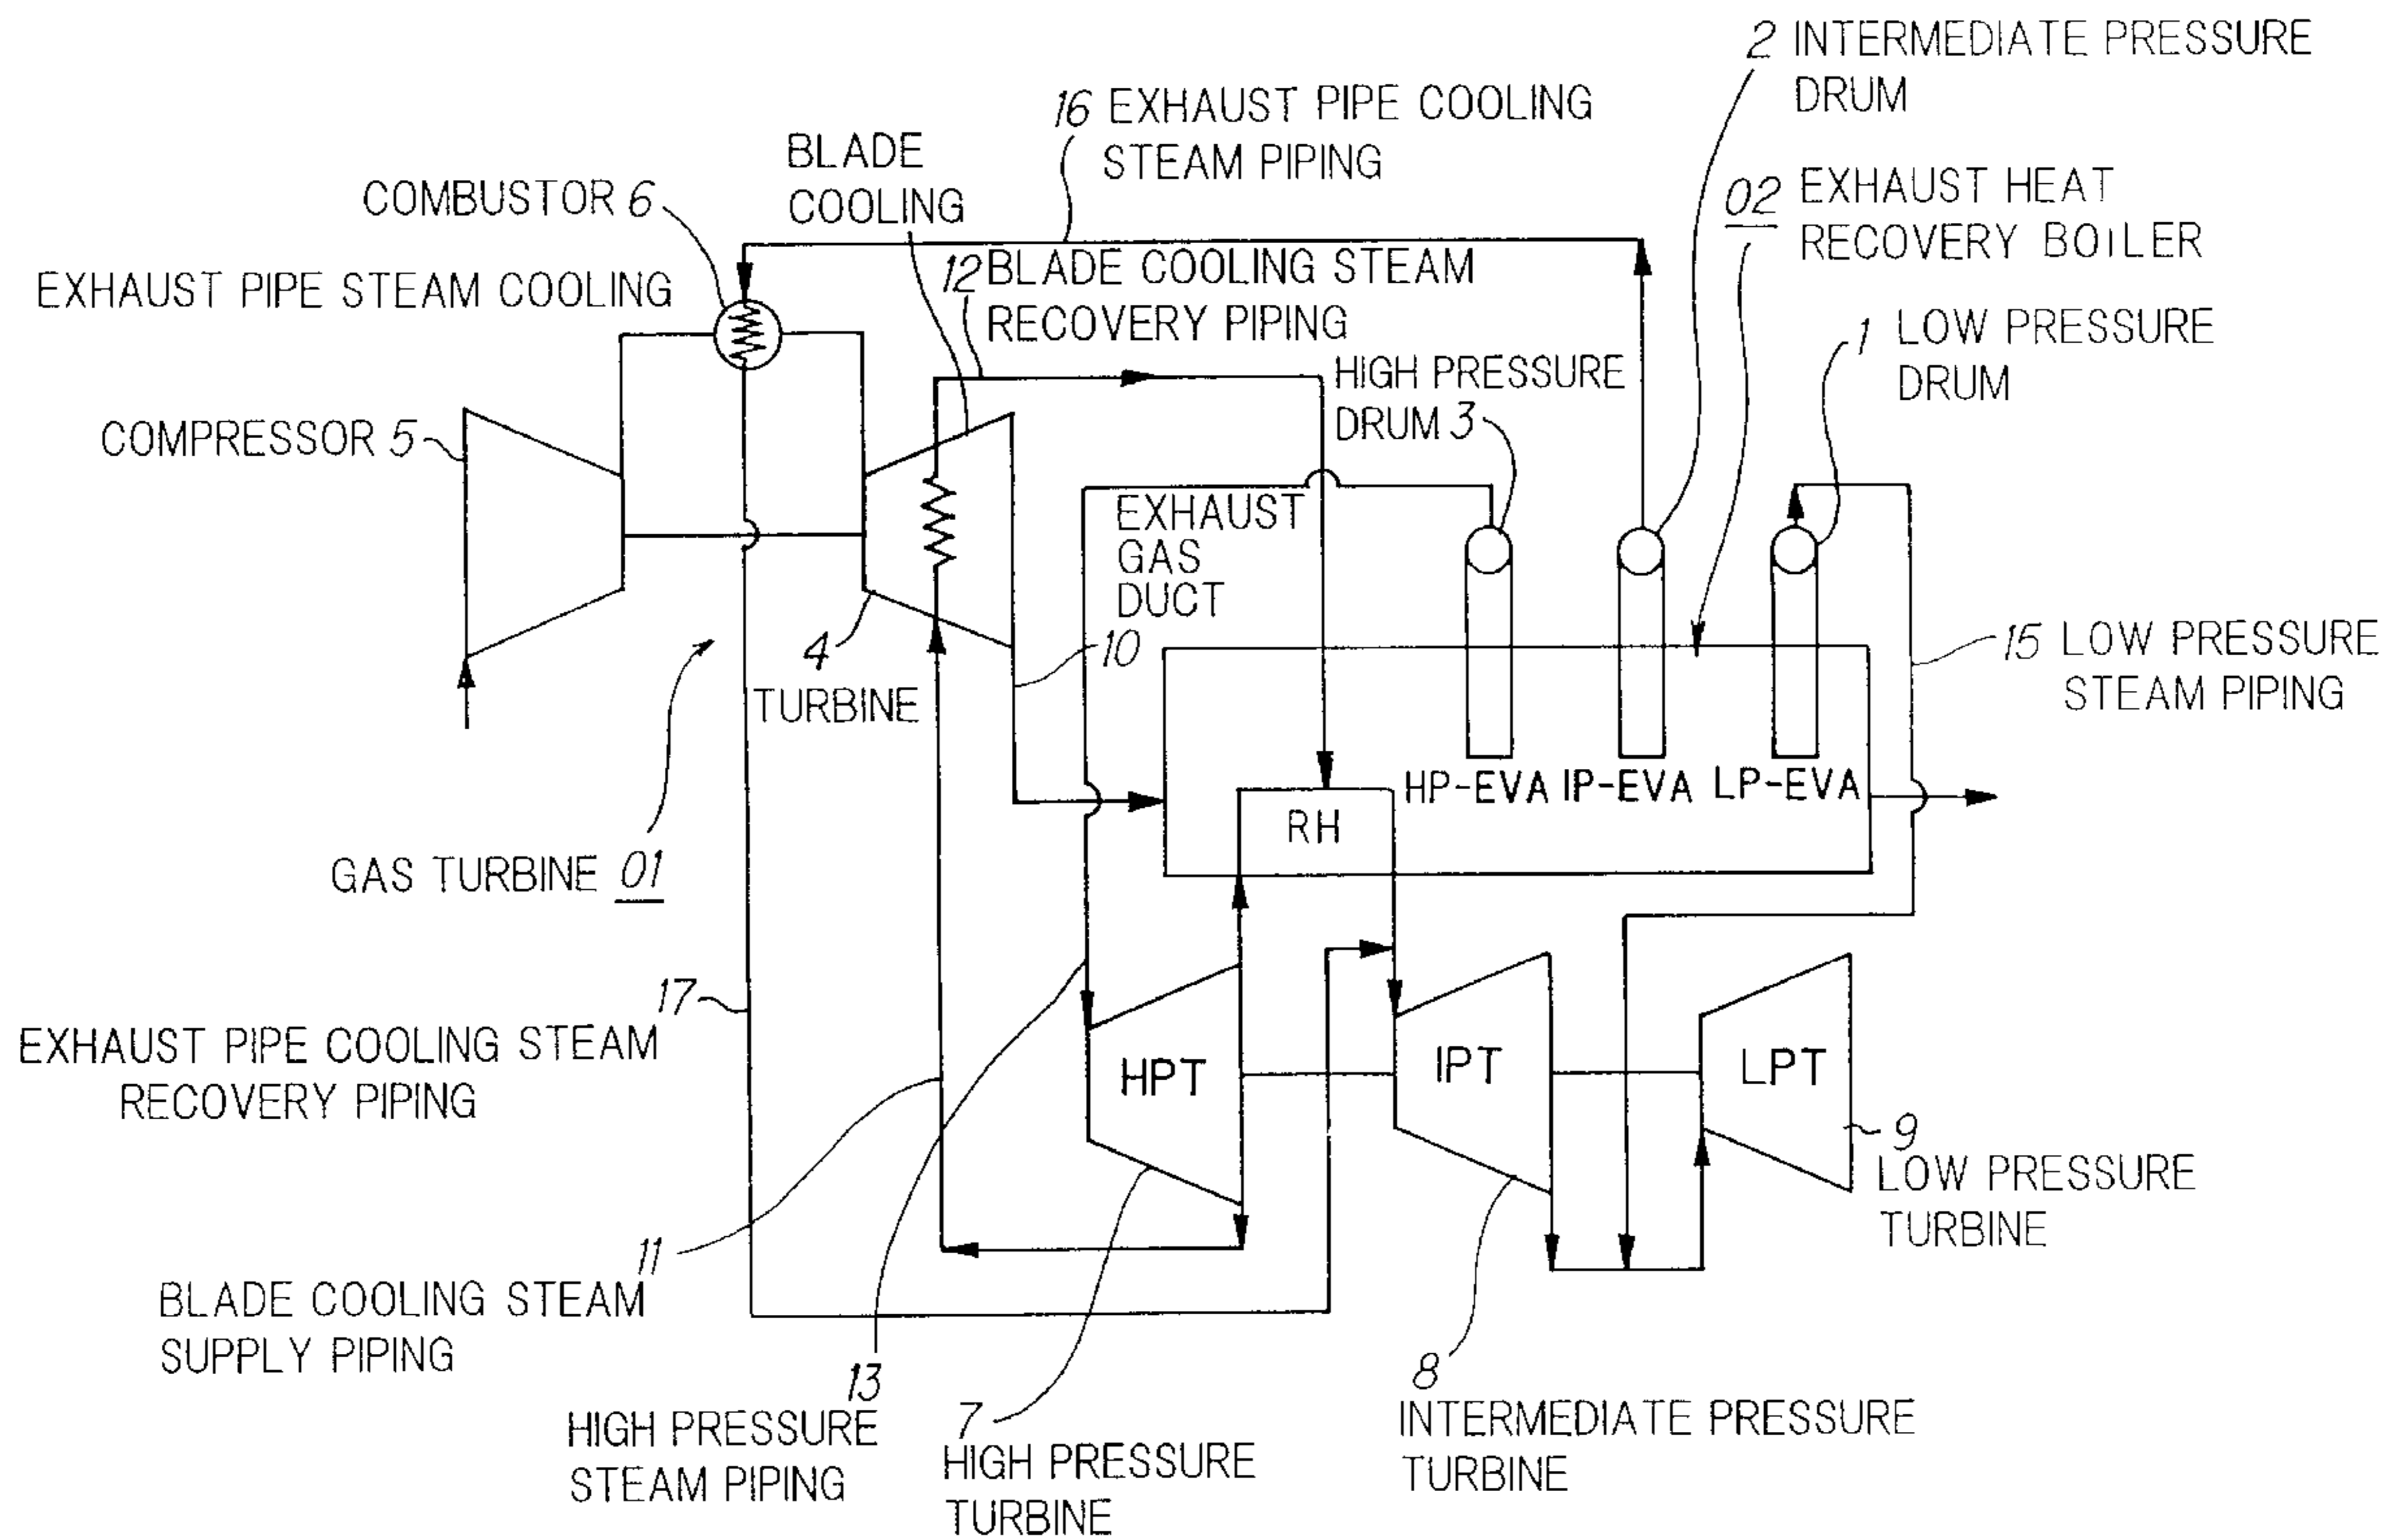 2 INTERMEDIATE PRESSURE
DRUM
16 EXHAUST PIPE COOLING
STEAM PIPING
BLADE
COOLING
COMBUSTOR 6
02 EXHAUST HEAT
RECOVERY BOILER
EXHAUST PIPE STEAM COOLING
12 BLADE COOLING STEAM
RECOVERY PIPING
1 LOW PRESSURE
DRUM
HIGH PRESSURE
DRUM 3
COMPRESSOR 5
EXHAUST
GAS
DUCT
10
4
TURBINE
15 LOW PRESSURE
STEAM PIPING
HP-EVA IP-EVA LP-EVA
RH
GAS TURBINE 01
17
EXHAUST PIPE COOLING STEAM
RECOVERY PIPING
HPT
IPT
LPT
9
LOW PRESSURE
TURBINE
11
BLADE COOLING STEAM
SUPPLY PIPING
13
HIGH PRESSURE
STEAM PIPING
7
HIGH PRESSURE
TURBINE
8
INTERMEDIATE PRESSURE
TURBINE